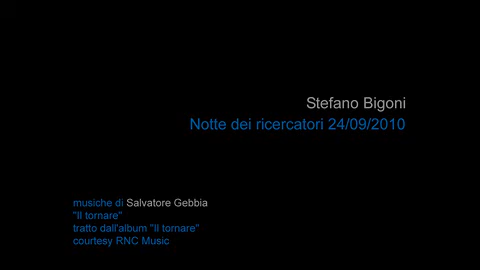 Stefano Bigoni
Notte dei ricercatori 24/09/2010
musiche di Salvatore Gebbia
"Il tornare"
tratto dall'album "Il tornare"
courtesy RNC Music